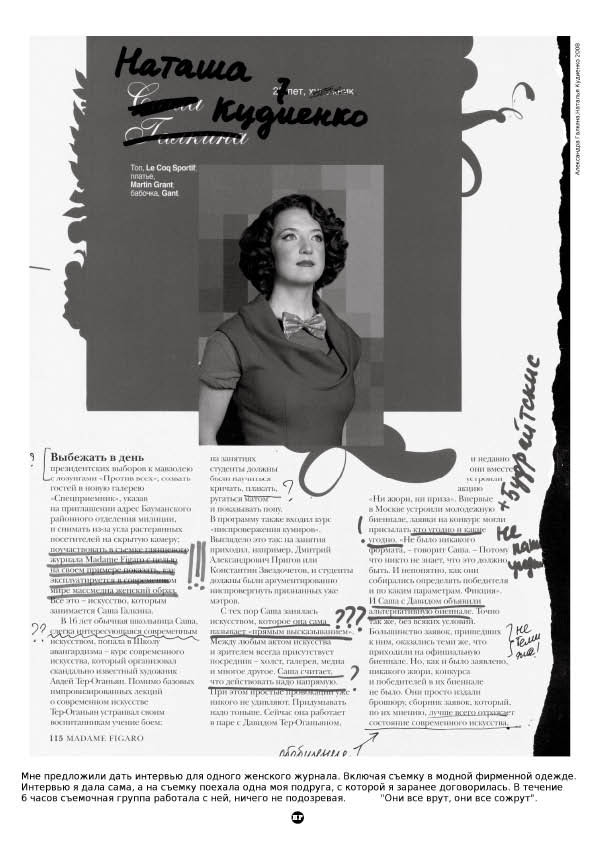 Александра Галкина,Наталья Кудиенко 2008
Наташа
Кудиенко
Саша
Галкина
27 лет, художник
Топ, Le Coq Sportif;
платье,
Martin Grant;
бабочка, Gant.
Выбежать в день
президентских выборов к мавзолею
с лозунгами «Против всех», созвать
гостей в новую галерею
«Спецприемник», указав
на приглашении адрес Бауманского
районного отделения милиции,
и снимать из-за угла растерянных
посетителей на скрытую камеру;
поучаствовать в съемке глянцевого
журнала Madame Figaro с целью
на своем примере показать, как
эксплуатируется в современном
мире массмедиа женский образ.
Все это – искусство, которым
занимается Саша Галкина.
В 16 лет обычная школьница Саша,
слегка интересующаяся современным
искусством, попала в Школу
авангардизма – курс современного
искусства, который организовал
скандально известный художник
Авдей Тер-Оганьян. Помимо базовых
импровизированных лекций
о современном искусстве
Тер-Оганьян устраивал своим
воспитанникам учение боем:
?
!!!
??
на занятиях
студенты должны
были научиться
кричать, плакать,
ругаться матом
и показывать попу.
В программу также входил курс
«ниспровержения кумиров».
Выглядело это так: на занятия
приходил, например, Дмитрий
Александрович Пригов или
Константин Звездочетов, и студенты
должны были аргументированно
ниспровергнуть признанных уже
мэтров.
С тех пор Саша занялась
искусством, которое она сама
называет «прямым высказыванием».
Между любым актом искусства
и зрителем всегда присутствует
посредник – холст, галерея, медиа
и многое другое. Саша считает,
что действовать надо напрямую.
При этом простые провокации уже
никого не удивляют. Придумывать
надо тоньше. Сейчас она работает
в паре с Давидом Тер-Оганьяном,
?
???
?
и недавно
они вместе
устроили
акцию
«Ни жюри, ни приза». Впервые
в Москве устроили молодежную
биеннале, заявки на конкурс могли
присылать кто угодно и какие
угодно. «Не было никакого
формата, – говорит Саша. – Потому
что никто не знает, что это должно
быть. И непонятно, как они
собирались определять победителя
и по каким параметрам. Фикция».
И Саша с Давидом объявили
альтернативную биеннале. Точно
так же, без всяких условий.
Большинство заявок, пришедших
к ним, оказались теми же, что
приходили на официальную
биеннале. Но, как и было заявлено,
никакого жюри, конкурса
и победителей в их биеннале
не было. Они просто издали
брошюру, сборник заявок, который,
по их мнению, лучше всего отражает
состояние современного искусства.
!
не
теми
же!
115 MADAME FIGARO
Мне предложили дать интервью для одного женского журнала. Включая съемку в модной фирменной одежде.
Интервью я дала сама, а на съемку поехала одна моя подруга, с которой я заранее договорилась. В течение
6 часов съемочная группа работала с ней, ничего не подозревая. "Они все врут, они все сожрут".